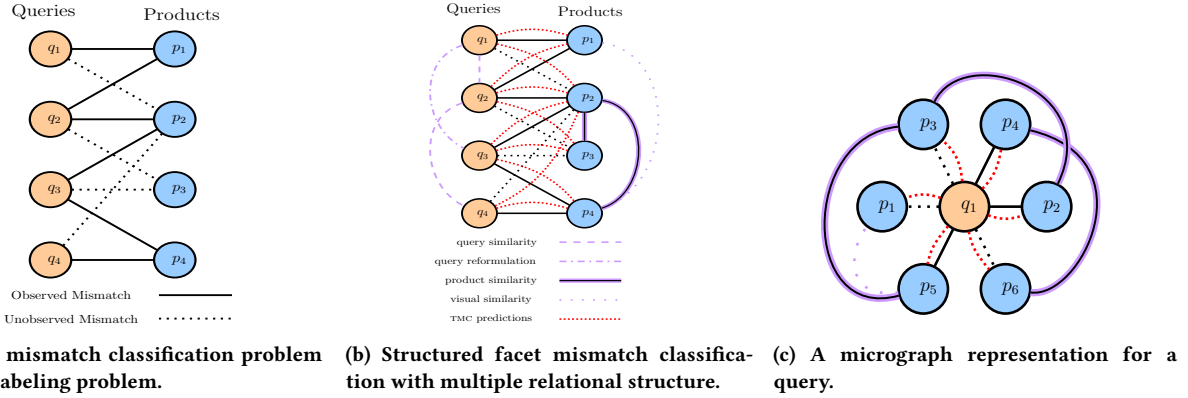 Queries
Products
q1
p1
q2
p2
q3
p3
q4
p4
Observed Mismatch
Unobserved Mismatch
mismatch classification problem
abeling problem.
Queries
Products
q1
p1
q2
p2
q3
p3
q4
p4
query similarity
query reformulation
product similarity
visual similarity
TMC predictions
(b) Structured facet mismatch classifica-
tion with multiple relational structure.
p3
p4
p1
q1
p2
p5
p6
(c) A micrograph representation for a
query.